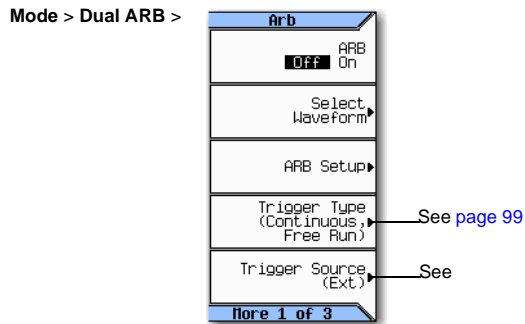 Mode > Dual ARB >
Arb
ARB
Off On
Select
Waveform
ARB Setup
Trigger Type
(Continuous,
Free Run)
See page 99
Trigger Source
(Ext)
See
More 1 of 3